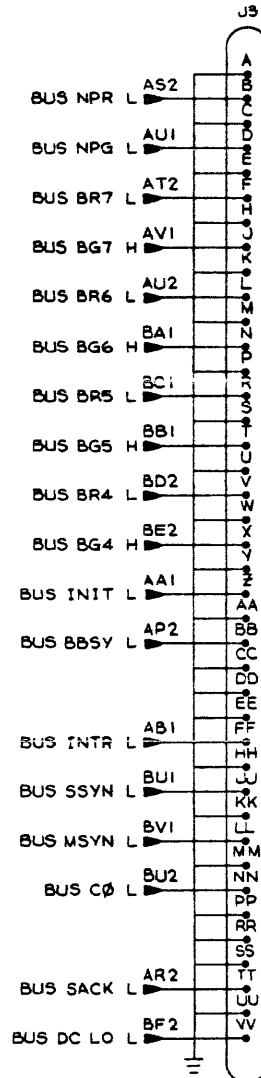 J3
A
BUS NPR L AS2 B
C
BUS NPG L AU1 D
E
BUS BR7 L AT2 F
H
BUS BG7 H AV1 J
K
BUS BR6 L AU2 L
M
BUS BG6 H BA1 N
P
BUS BR5 L BC1 R
S
BUS BG5 H BB1 T
U
BUS BR4 L BD2 V
W
BUS BG4 H BE2 X
Y
BUS INIT L AA1 Z
AA
BUS BBSY L AP2 BB
CC
DD
EE
BUS INTR L AB1 FF
HH
BUS SSYN L BU1 JJ
KK
BUS MSYN L BV1 LL
MM
BUS CØ L BU2 NN
PP
RR
SS
BUS SACK L AR2 TT
UU
BUS DC LO L BF2 VV